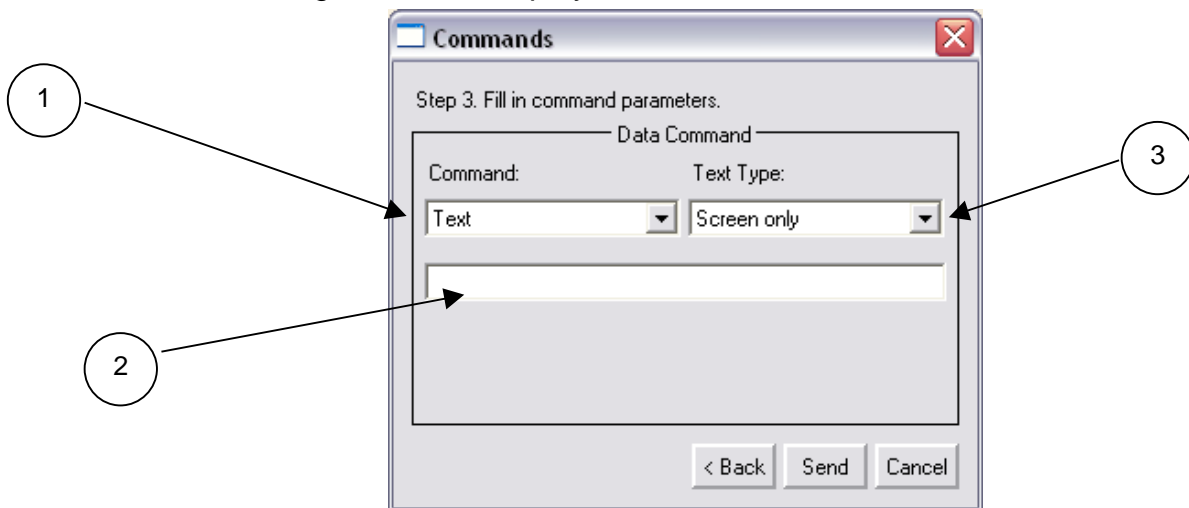 Commands
1
Step 3. Fill in command parameters.
Data Command
3
Command: Text Type:
Text Screen only
2
< Back Send Cancel